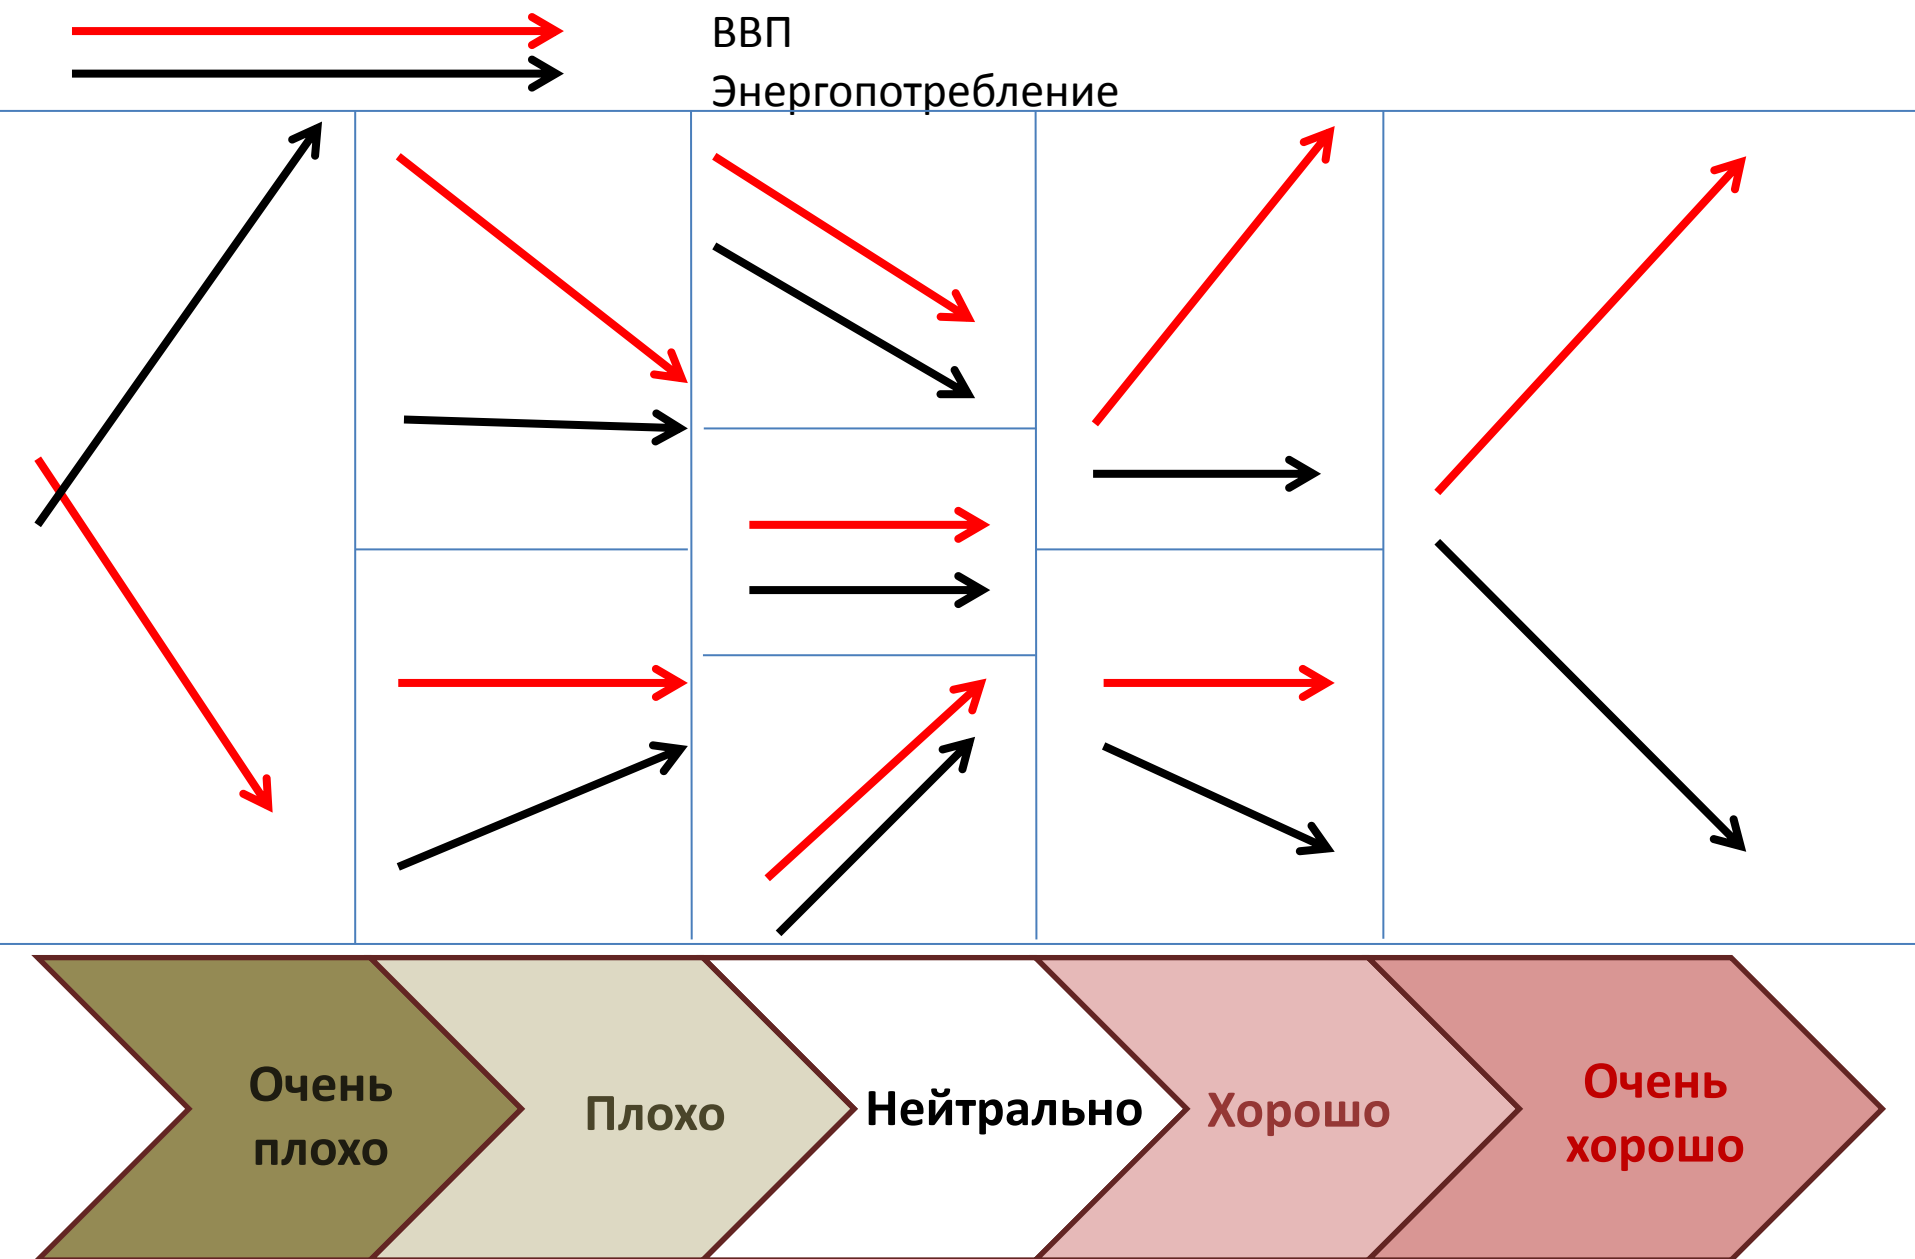 ВВП
Энергопотребление
Очень
плохо
Плохо
Нейтрально
Хорошо
Очень
хорошо